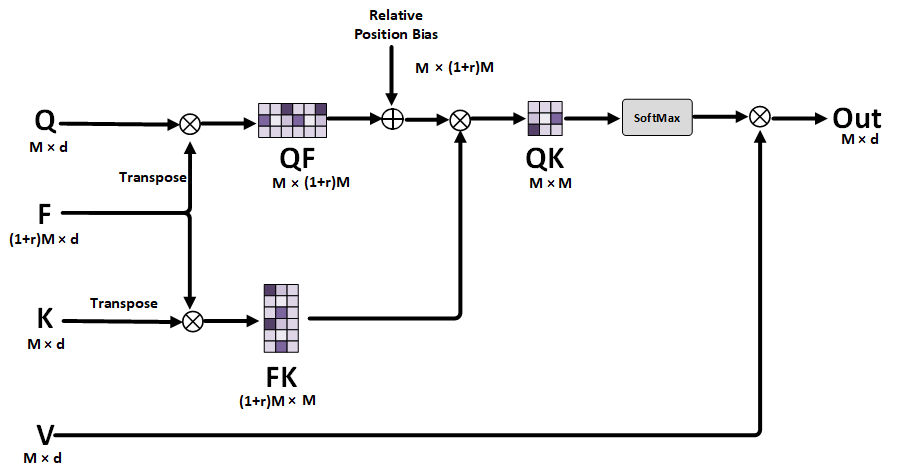 Relative
Position Bias
M × (1+r)M
Q
M × d
Transpose
QF
M × (1+r)M
QK
M × M
SoftMax
Out
M × d
F
(1+r)M × d
Transpose
K
M × d
FK
(1+r)M × M
V
M × d